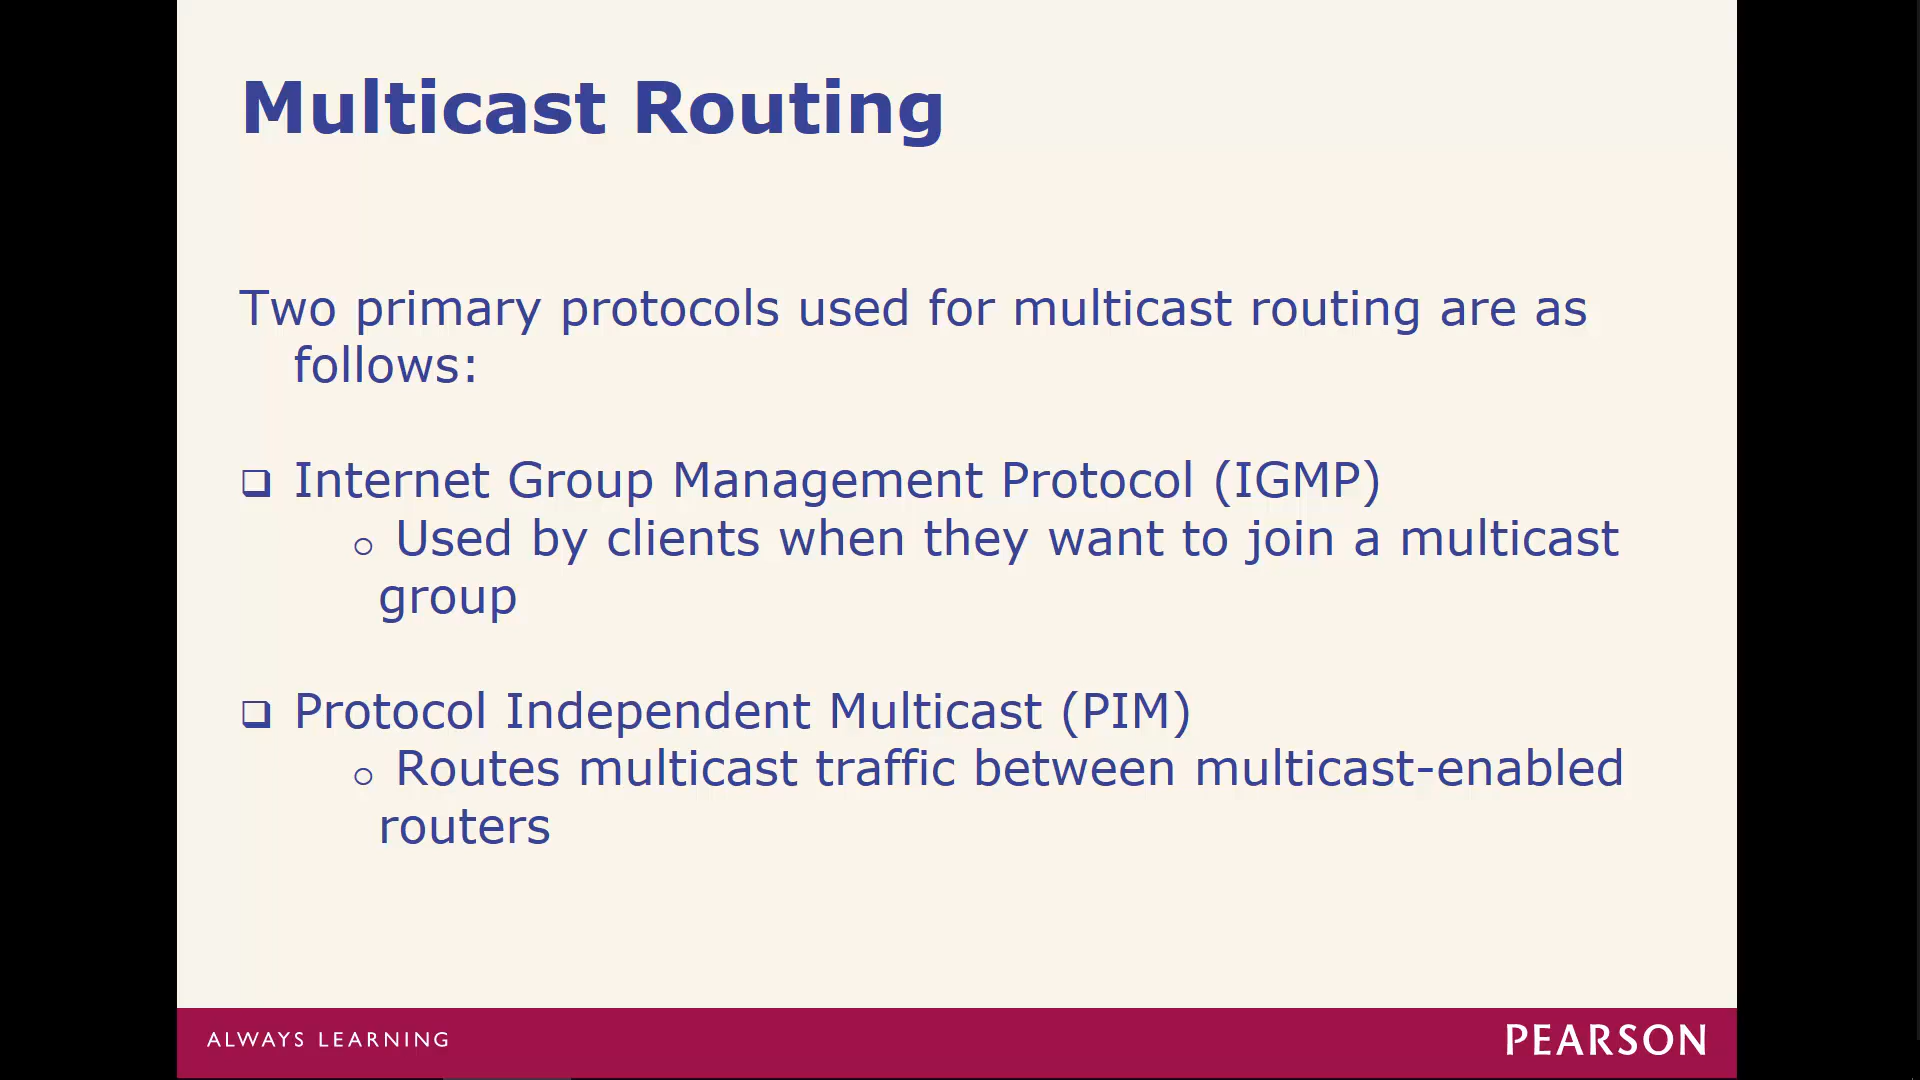 Multicast Routing
Two primary protocols used for multicast routing are as
follows:
Internet Group Management Protocol (IGMP)
Used by clients when they want to join a multicast
group
Protocol Independent Multicast (PIM)
Routes multicast traffic between multicast-enabled
routers
ALWAYS LEARNING
PEARSON